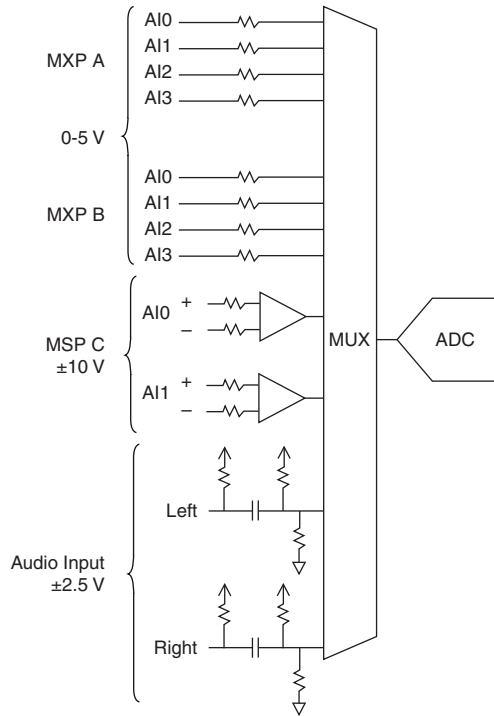 MXP A
AI0
AI1
AI2
AI3
0-5 V
MXP B
AI0
AI1
AI2
AI3
MSP C
±10 V
AI0
+
−
AI1
+
−
MUX
ADC
Audio Input
±2.5 V
Left
Right